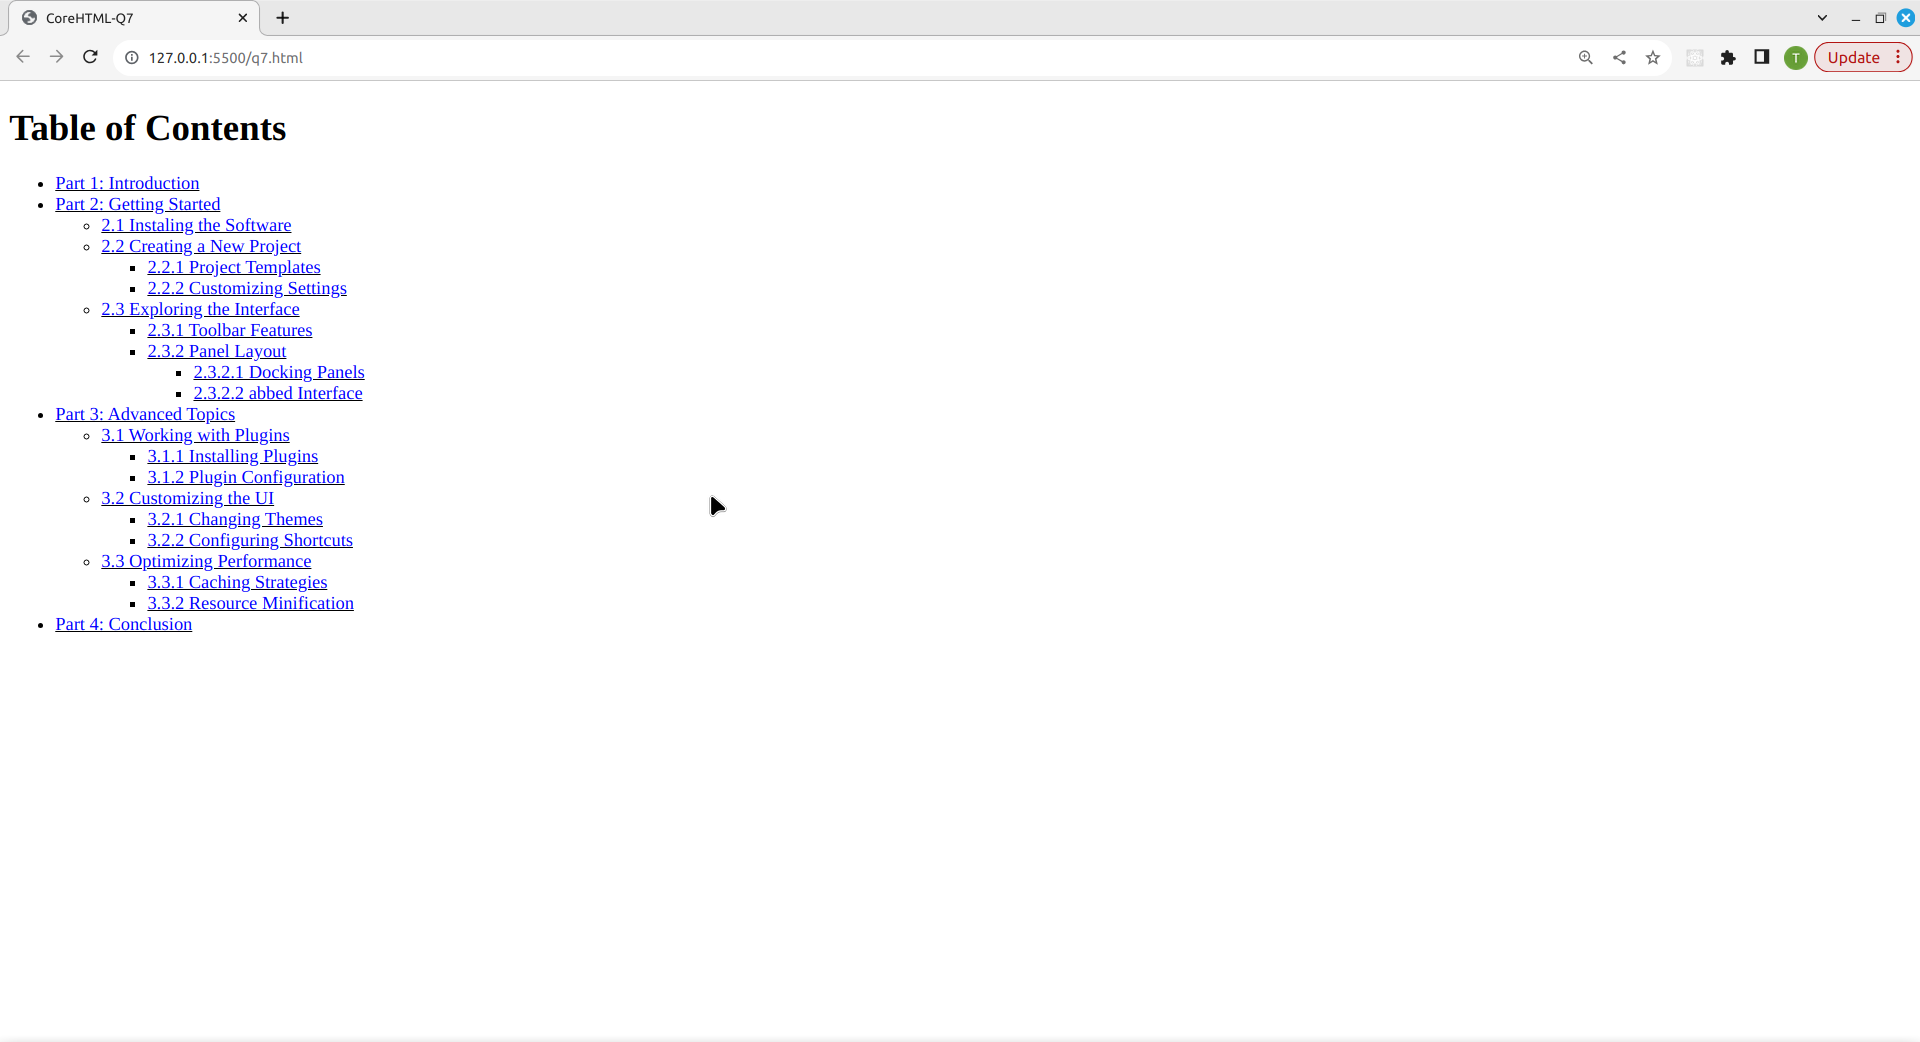 CoreHTML-Q7
127.0.0.1:5500/q7.html
T
Update
Table of Contents
Part 1: Introduction
Part 2: Getting Started
2.1 Instaling the Software
2.2 Creating a New Project
2.2.1 Project Templates
2.2.2 Customizing Settings
2.3 Exploring the Interface
2.3.1 Toolbar Features
2.3.2 Panel Layout
2.3.2.1 Docking Panels
2.3.2.2 abbed Interface
Part 3: Advanced Topics
3.1 Working with Plugins
3.1.1 Installing Plugins
3.1.2 Plugin Configuration
3.2 Customizing the UI
3.2.1 Changing Themes
3.2.2 Configuring Shortcuts
3.3 Optimizing Performance
3.3.1 Caching Strategies
3.3.2 Resource Minification
Part 4: Conclusion